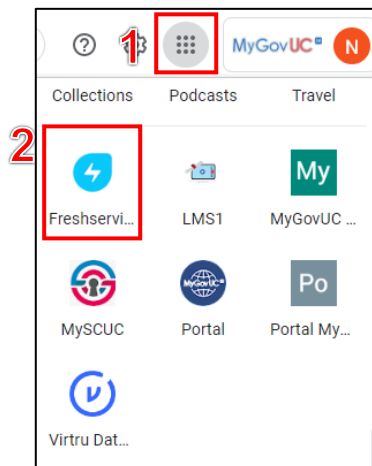 1
MyGovUC N
Collections Podcasts Travel
2
My
Freshservi... LMS1 MyGovUC ...
MyGovUC Po
MySCUC Portal Portal My...
Virtru Dat...